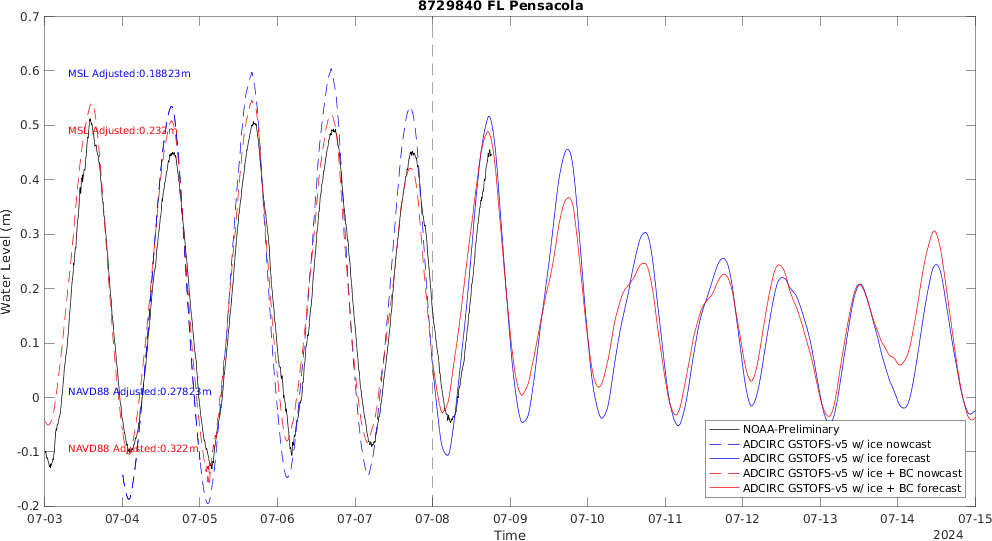 8729840 FL Pensacola
0.7
0.6
0.5
0.4
0.3
0.2
0.1
0
-0.1
-0.2
Water Level (m)
MSL Adjusted:0.18823m
MSL Adjusted:0.232m
NAVD88 Adjusted:0.27823m
NAVD88 Adjusted:0.322m
NOAA-Preliminary
ADCIRC GSTOFS-v5 w/ ice nowcast
ADCIRC GSTOFS-v5 w/ ice forecast
ADCIRC GSTOFS-v5 w/ ice + BC nowcast
ADCIRC GSTOFS-v5 w/ ice + BC forecast
07-03 07-04 07-05 07-06 07-07 07-08 07-09 07-10 07-11 07-12 07-13 07-14 07-15
Time
2024